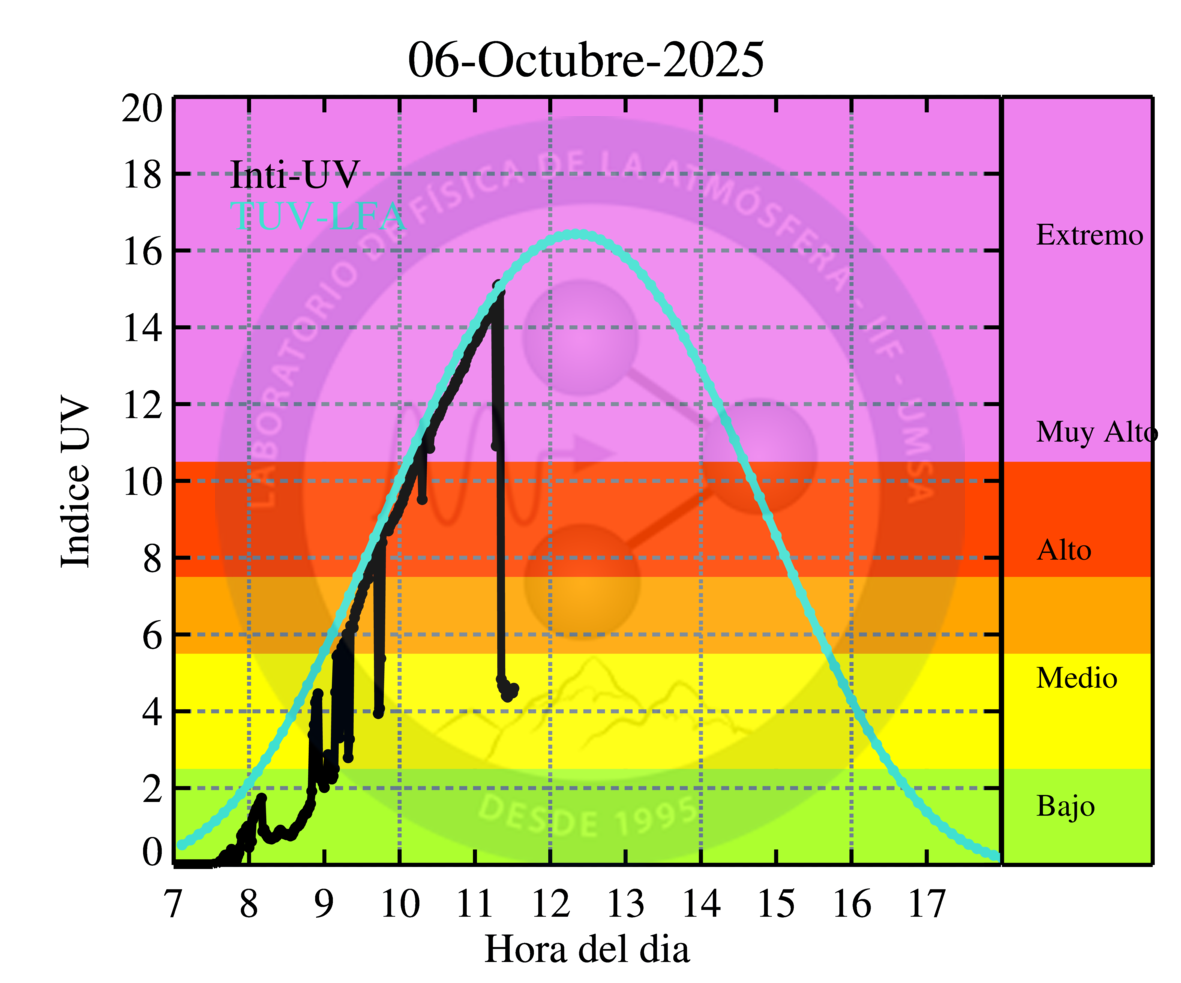 06-Octubre-2025
20
18
16
14
12
10
8
6
4
2
0
Indice UV
Inti-UV
TUV-LFA
LABORATORIO DE FÍSICA DE LA ATMÓSFERA - IIF - UMSA
DESDE 1995
Extremo
Muy Alto
Alto
Medio
Bajo
7 8 9 10 11 12 13 14 15 16 17
Hora del dia